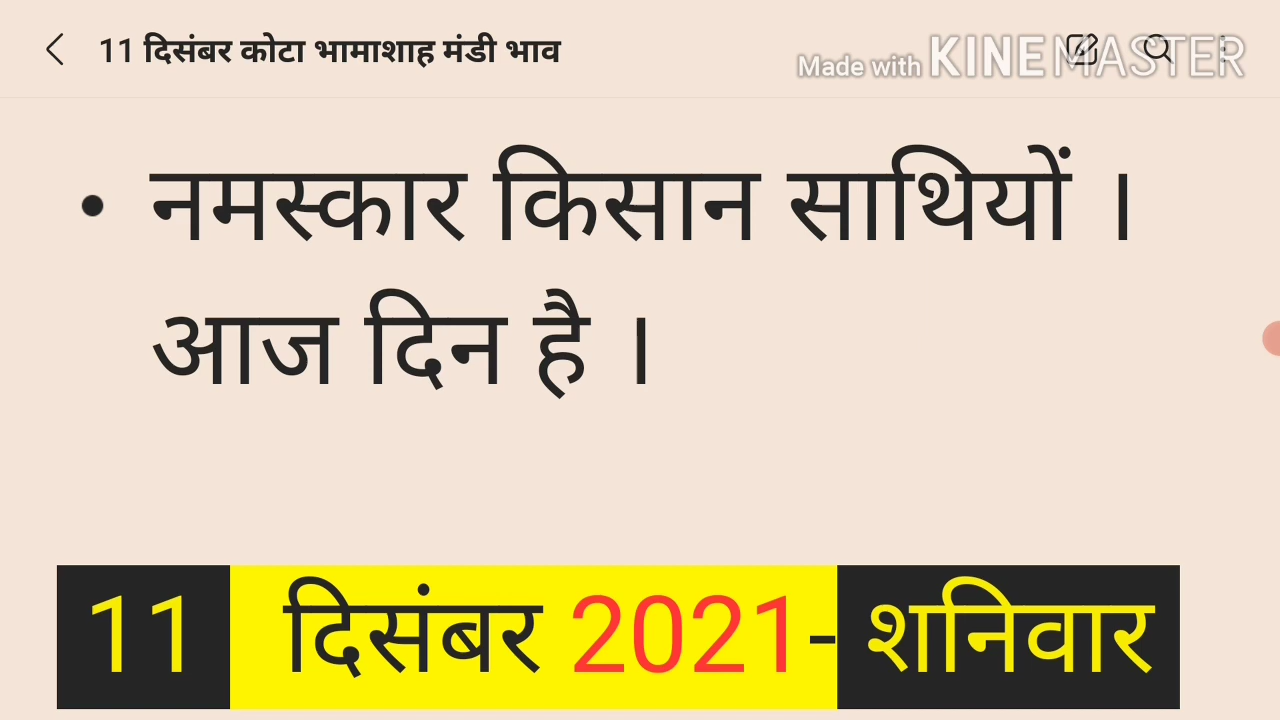 11 दिसंबर कोटा भामाशाह मंडी भाव
Made with KINEMASTER
• नमस्कार किसान साथियों ।
आज दिन है ।
11 दिसंबर 2021- शनिवार